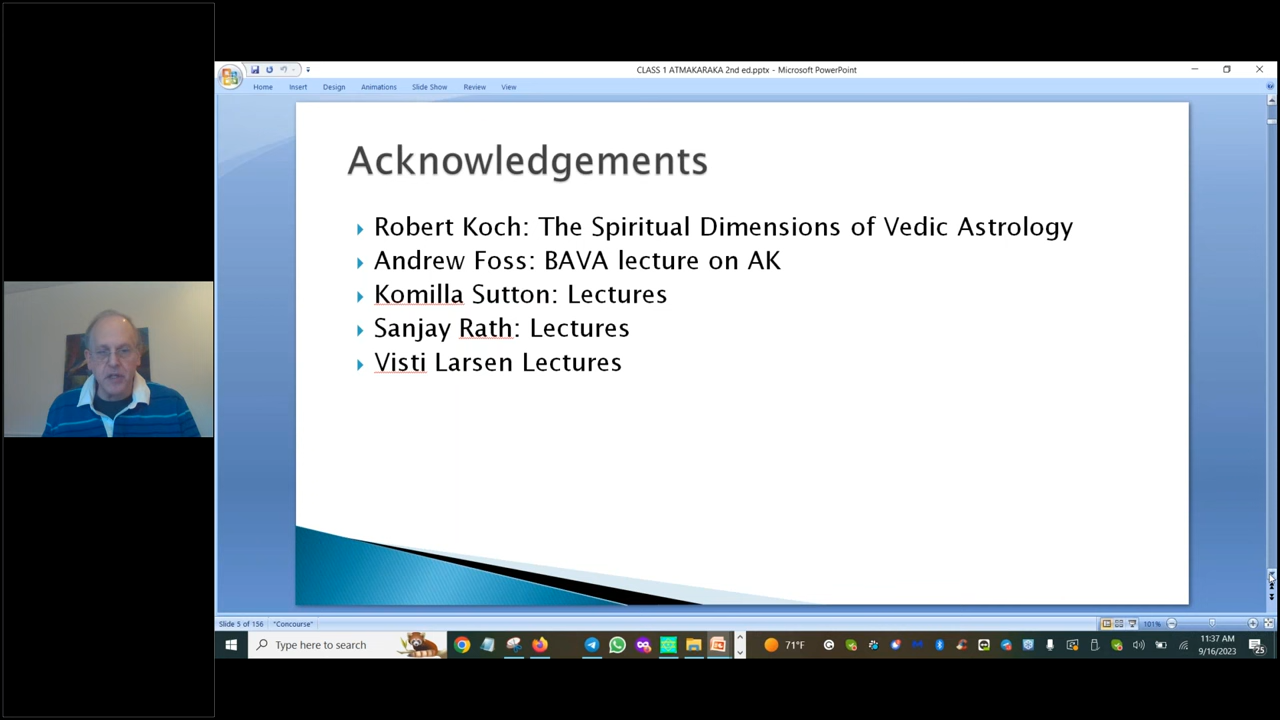 CLASS 1 ATMAKARAKA 2nd ed.pptx - Microsoft PowerPoint
Home Insert Design Animations Slide Show Review View
Acknowledgements
Robert Koch: The Spiritual Dimensions of Vedic Astrology
Andrew Foss: BAVA lecture on AK
Komilla Sutton: Lectures
Sanjay Rath: Lectures
Visti Larsen Lectures
Slide 5 of 156 "Concourse" 101%
Type here to search 71°F 11:37 AM
9/16/2023 25